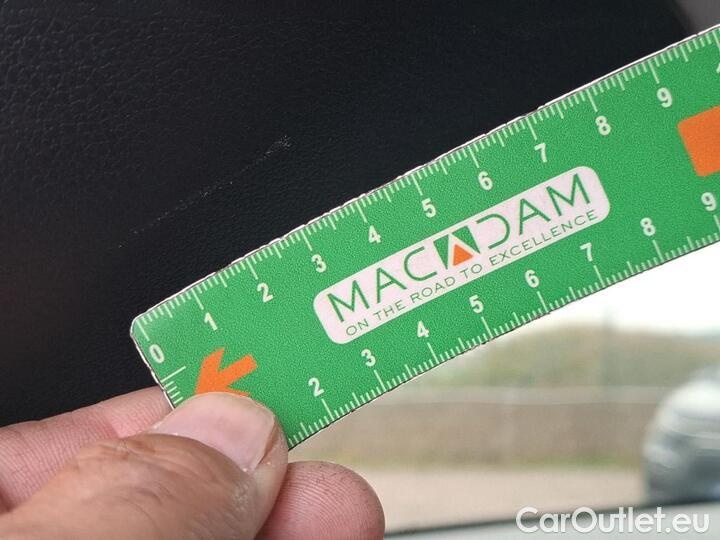 0 1 2 3 4 5 6 7 8 9
MACADAM
ON THE ROAD TO EXCELLENCE
2 3 4 5 6 7 8 9
CarOutlet.eu